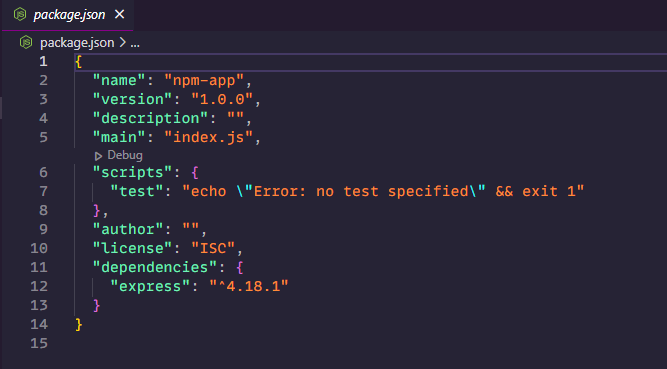 package.json
package.json > ...
1 {
2 "name": "npm-app",
3 "version": "1.0.0",
4 "description": "",
5 "main": "index.js",
Debug
6 "scripts": {
7 "test": "echo \"Error: no test specified\" && exit 1"
8 },
9 "author": "",
10 "license": "ISC",
11 "dependencies": {
12 "express": "^4.18.1"
13 }
14 }
15